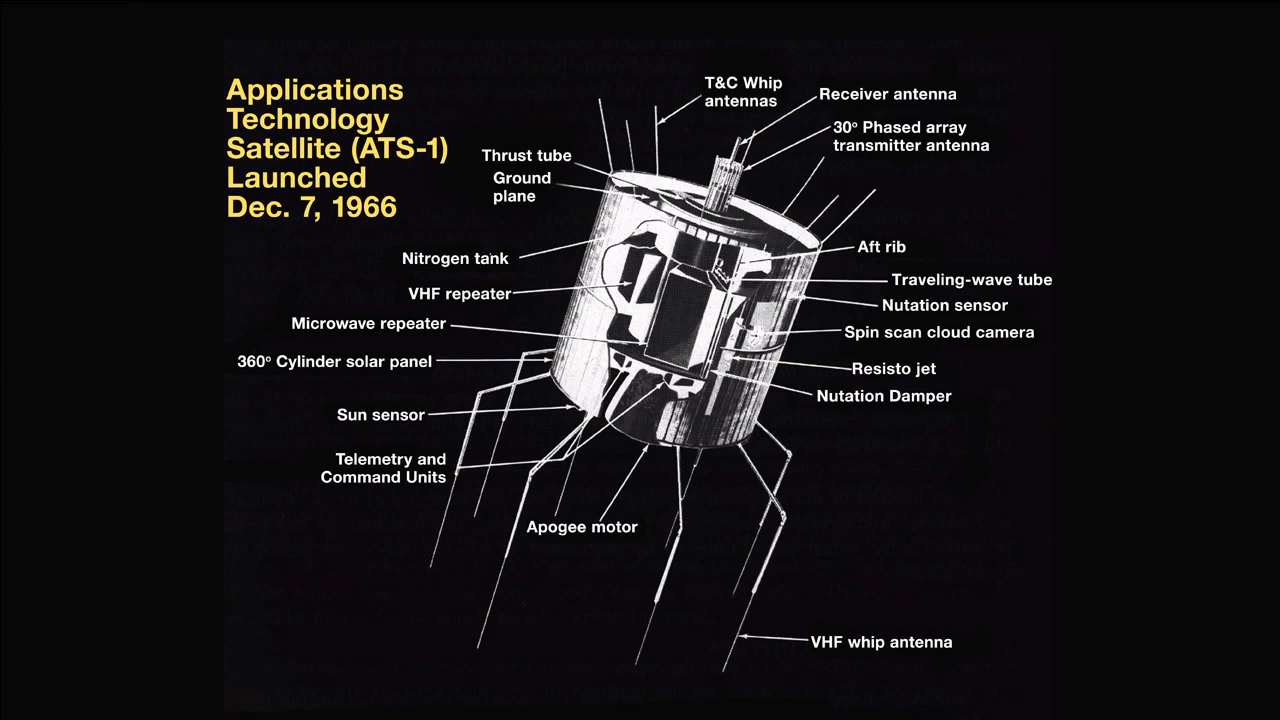 Applications
Technology
Satellite (ATS-1)
Launched
Dec. 7, 1966
T&C Whip
antennas
Receiver antenna
30º Phased array
transmitter antenna
Thrust tube
Ground
plane
Nitrogen tank
VHF repeater
Microwave repeater
360º Cylinder solar panel
Sun sensor
Telemetry and
Command Units
Apogee motor
Aft rib
Traveling-wave tube
Nutation sensor
Spin scan cloud camera
Resisto jet
Nutation Damper
VHF whip antenna